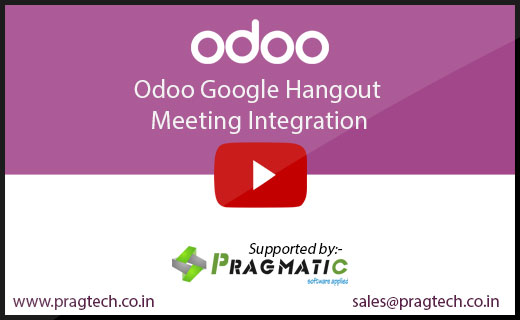 odoo
Odoo Google Hangout
Meeting Integration
Supported by:-
PRAGMATIC
software applied
www.pragtech.co.in
sales@pragtech.co.in